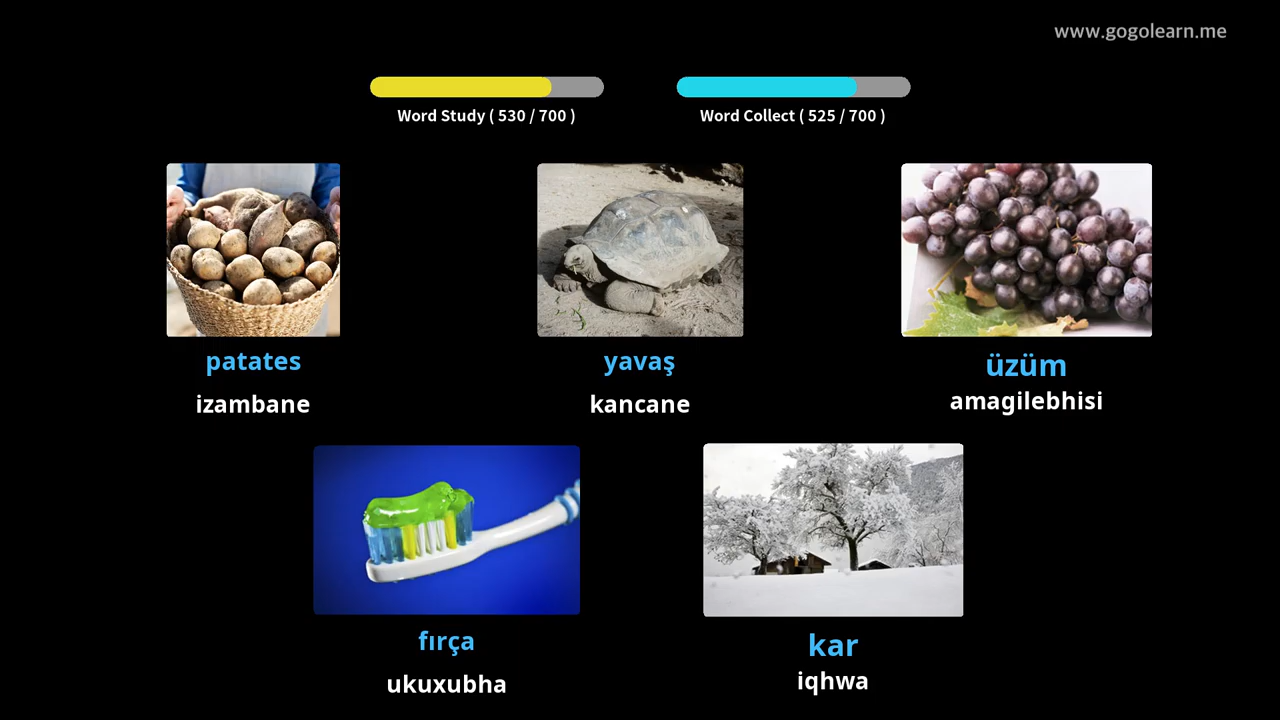 www.gogolearn.me
Word Study ( 530 / 700 )
Word Collect ( 525 / 700 )
patates
izambane
yavaş
kancane
üzüm
amagilebhisi
fırça
ukuxubha
kar
iqhwa